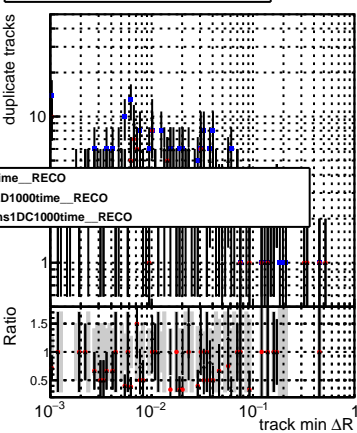 duplicate tracks
10
ime__RECO
D1000time__RECO
ns1DC1000time__RECO
1
Ratio
1.5
1
0.5
10−3
10−2
10−1
1
track min ΔR